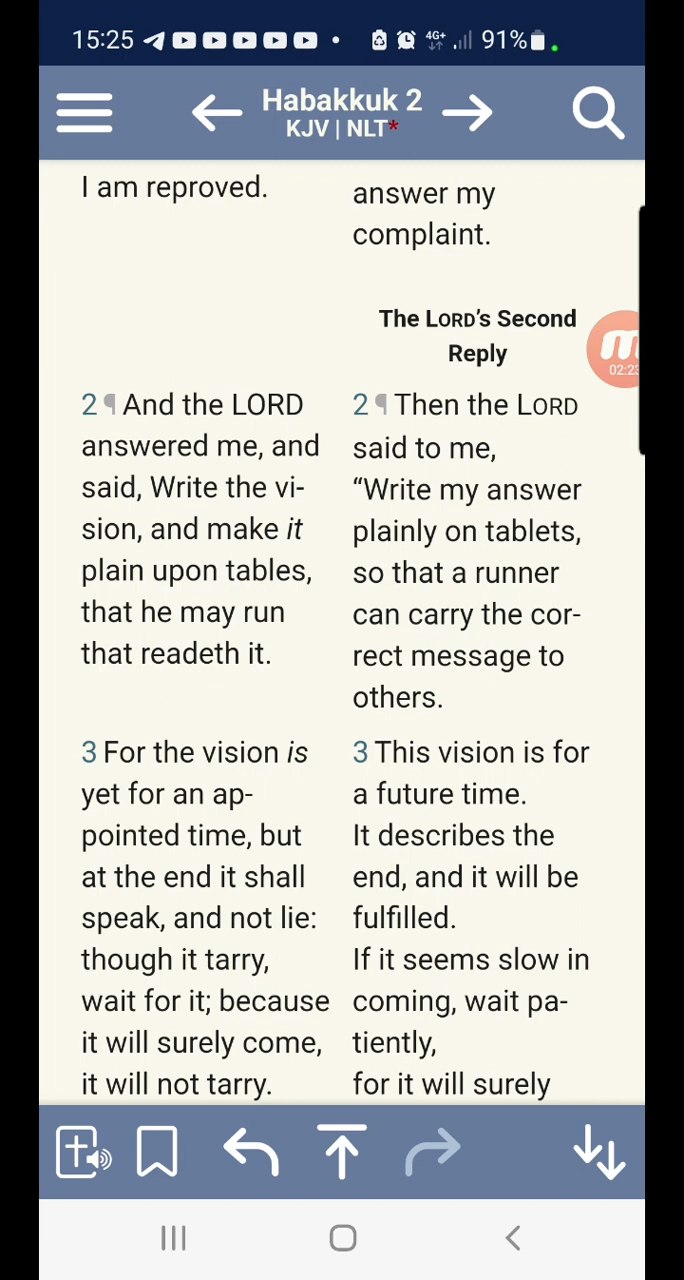 15:25 4G+ 91%
Habakkuk 2
KJV | NLT*
I am reproved.
2 ¶ And the LORD
answered me, and
said, Write the vi-
sion, and make it
plain upon tables,
that he may run
that readeth it.
3 For the vision is
yet for an ap-
pointed time, but
at the end it shall
speak, and not lie:
though it tarry,
wait for it; because
it will surely come,
it will not tarry.
answer my
complaint.
The LORD's Second
Reply
2 ¶ Then the LORD
said to me,
“Write my answer
plainly on tablets,
so that a runner
can carry the cor-
rect message to
others.
3 This vision is for
a future time.
It describes the
end, and it will be
fulfilled.
If it seems slow in
coming, wait pa-
tiently,
for it will surely
02:23